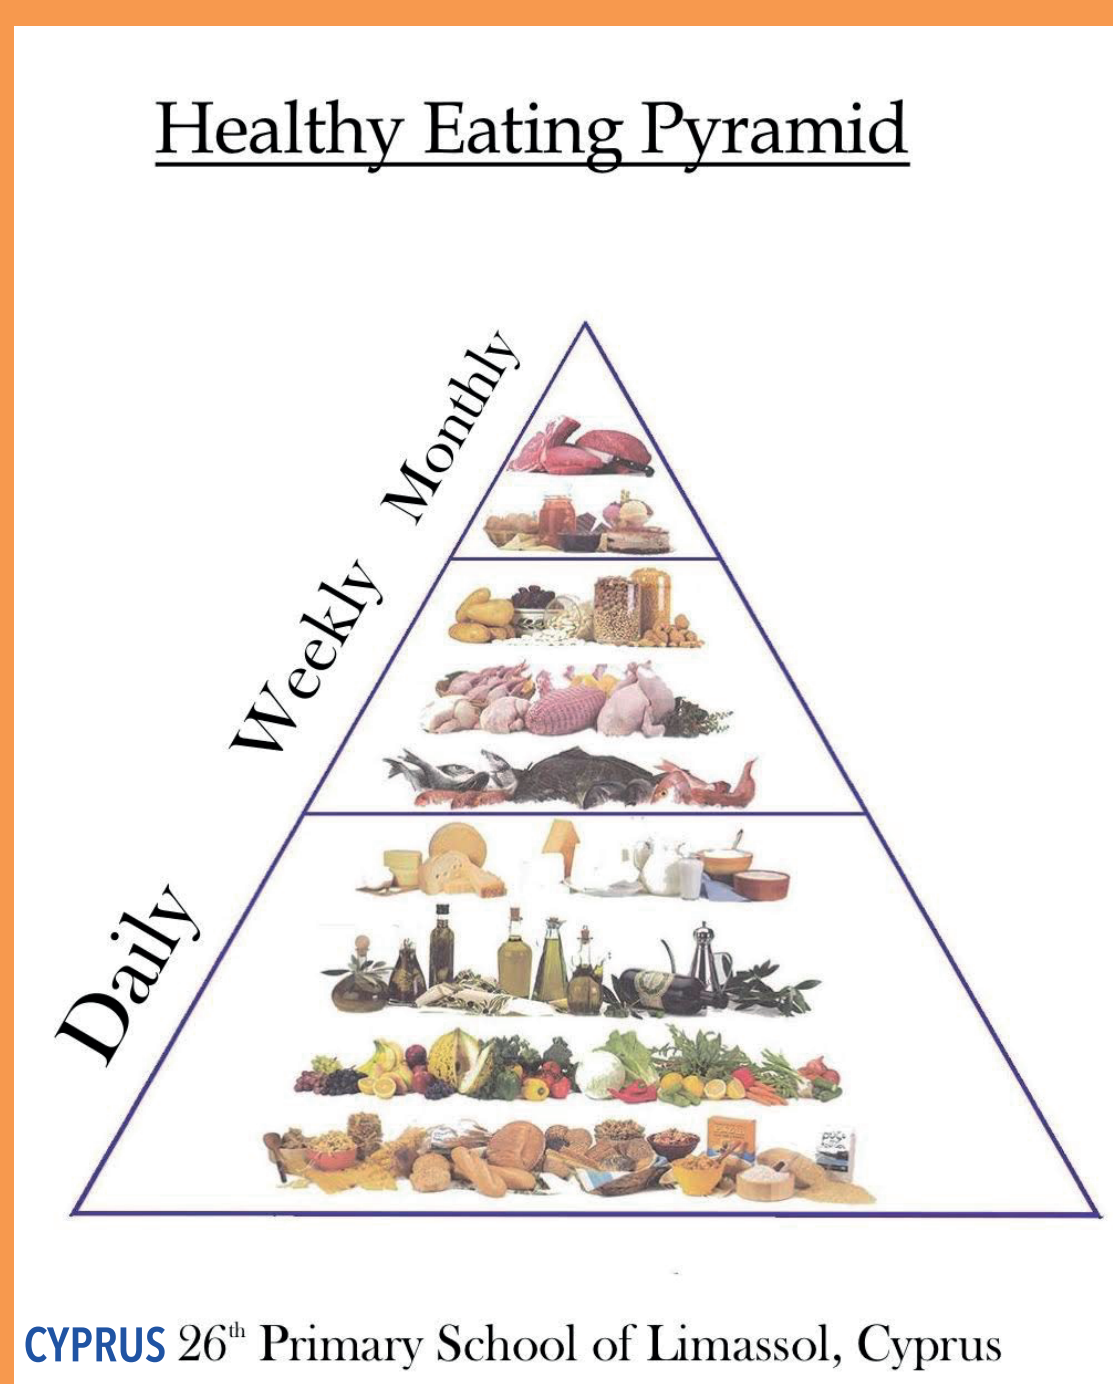 Healthy Eating Pyramid
Monthly
Weekly
Daily
CYPRUS 26th Primary School of Limassol, Cyprus